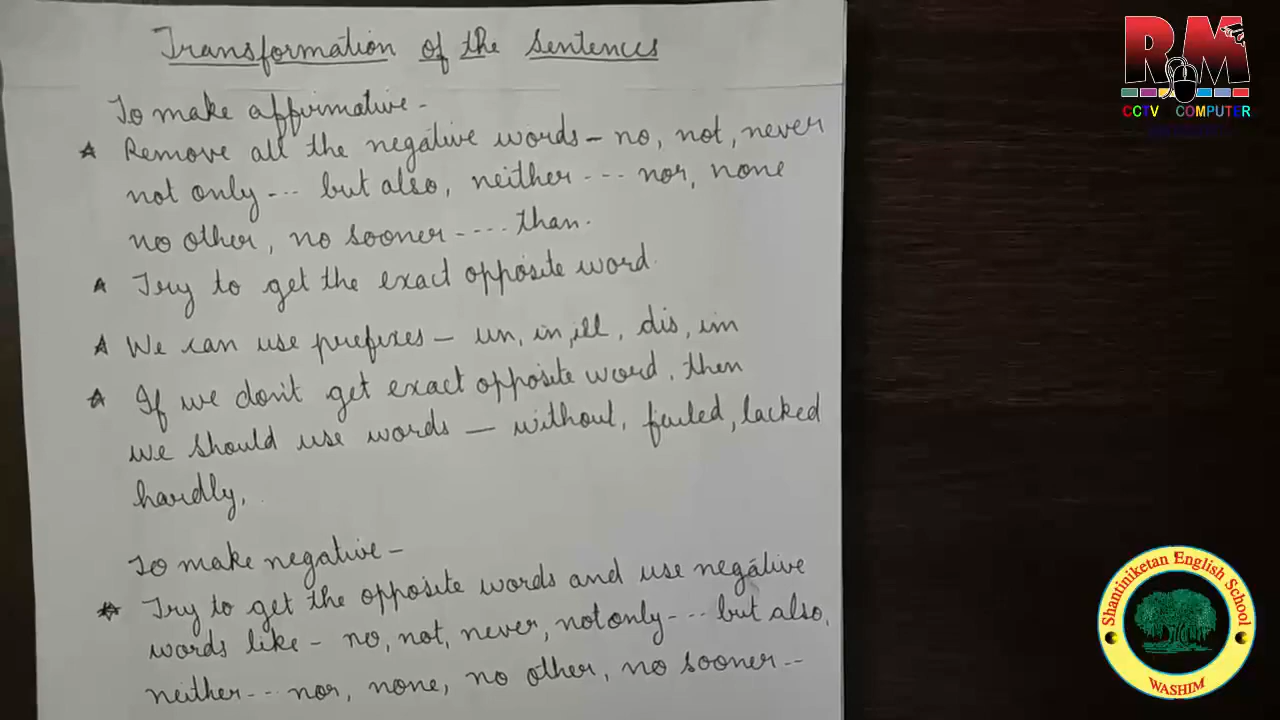 Transformation of the Sentences
To make affirmative -
Remove all the negative words - no, not, never
not only --- but also, neither --- nor, none
no other, no sooner ---- than.
Try to get the exact opposite word.
We can use prefixes - un, in, ill, dis, im
If we don't get exact opposite word, then
we should use words - without, failed, lacked
hardly,
To make negative -
Try to get the opposite words and use negative
words like - no, not, never, not only --- but also,
neither --- nor, none, no other, no sooner --
RM
CCTV COMPUTER
Shantiniketan English School
WASHIM